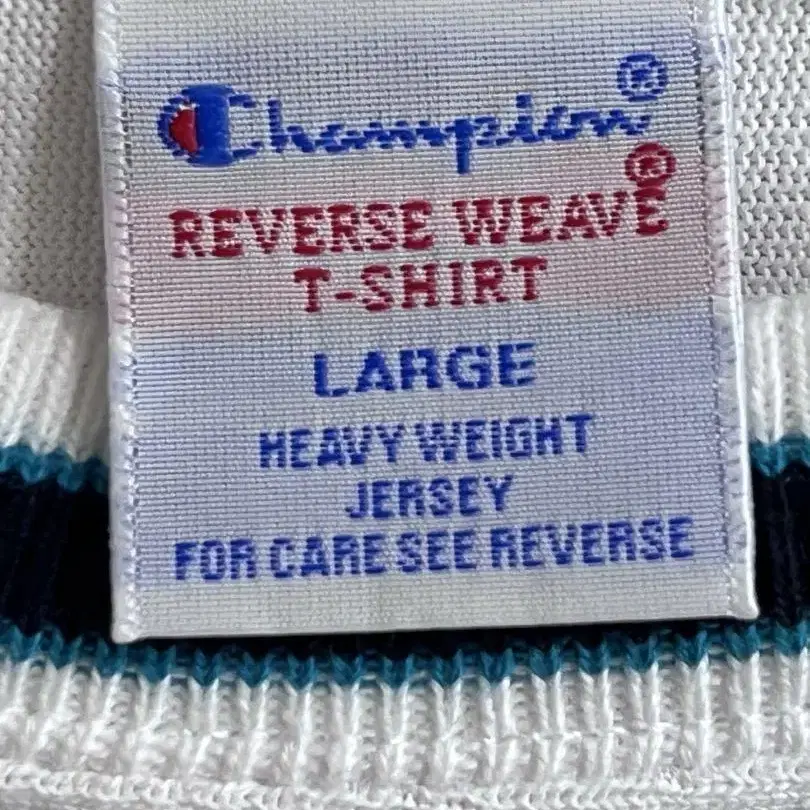 Champion®
REVERSE WEAVE®
T-SHIRT
LARGE
HEAVY WEIGHT
JERSEY
FOR CARE SEE REVERSE